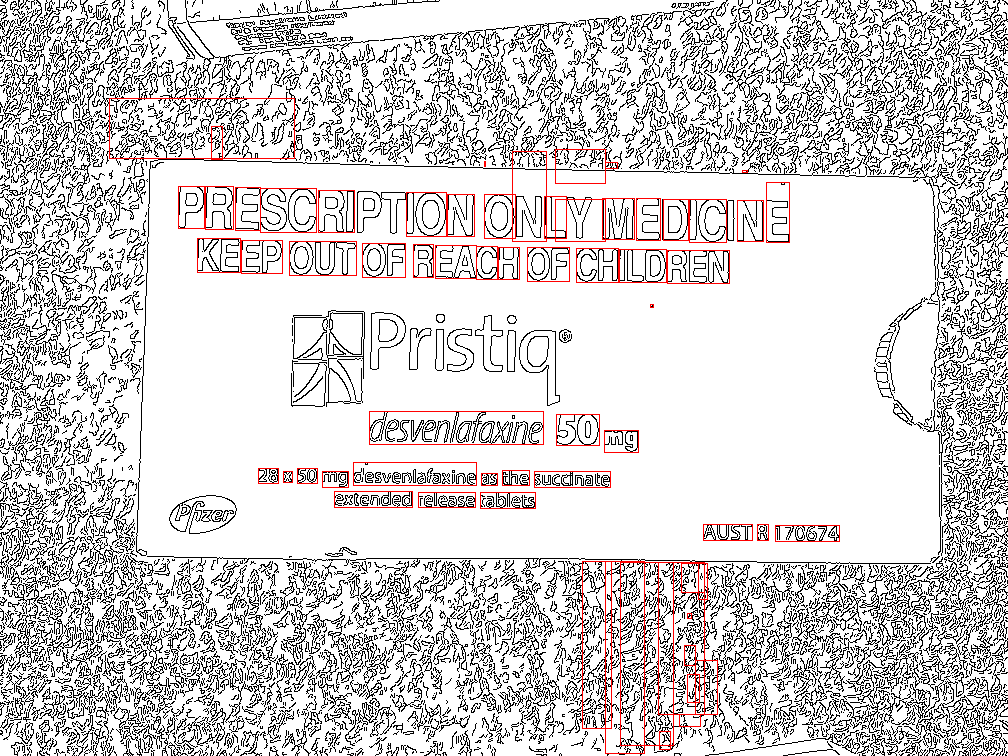 PRESCRIPTION ONLY MEDICINE
KEEP OUT OF REACH OF CHILDREN
Pristiq®
desvenlafaxine 50 mg
28 x 50 mg desvenlafaxine as the succinate
extended release tablets
Pfizer
AUST R 170674